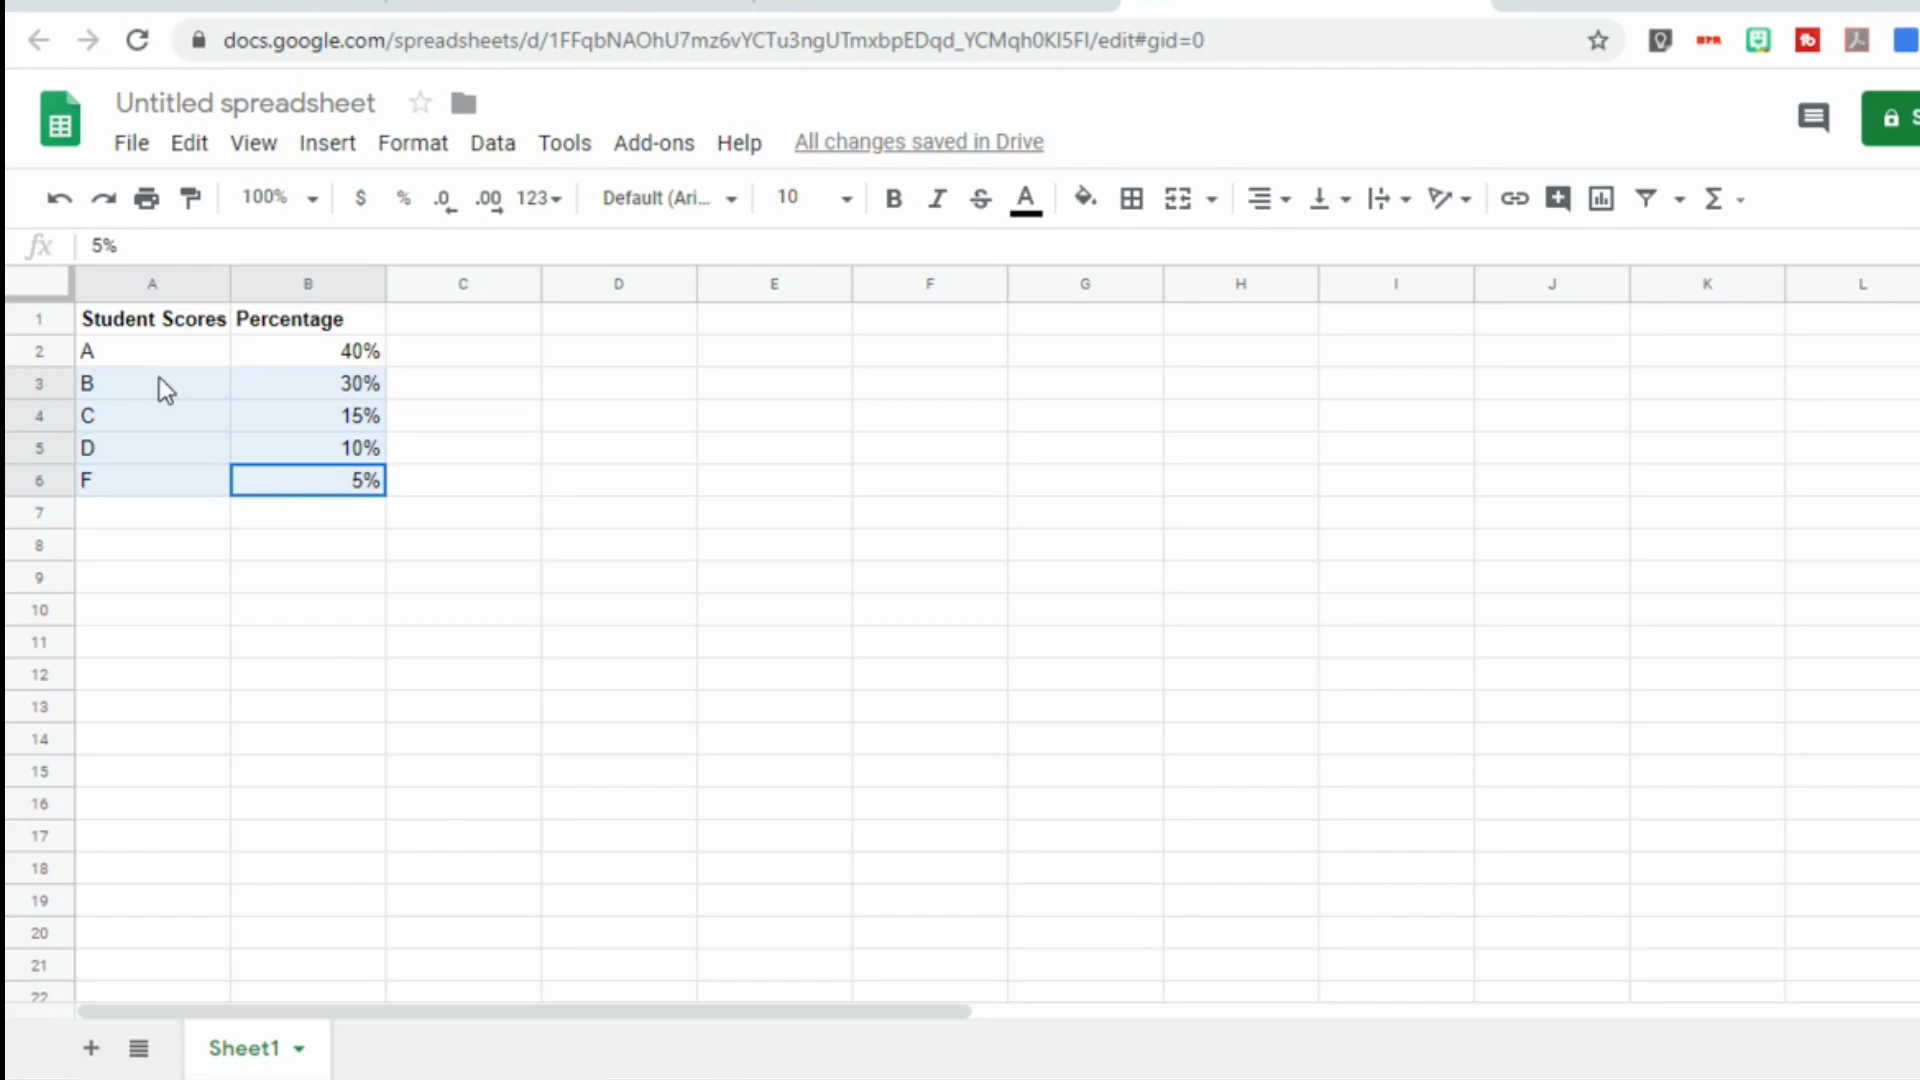 docs.google.com/spreadsheets/d/1FFqbNAOhU7mz6vYCTu3ngUTmxbpEDqd_YCMqh0KI5FI/edit#gid=0
Untitled spreadsheet
File Edit View Insert Format Data Tools Add-ons Help All changes saved in Drive
100% $ % .0 .00 123 Default (Ari... 10 B I S A Σ
fx 5%
A B C D E F G H I J K L
1 Student Scores Percentage
2 A 40%
3 B 30%
4 C 15%
5 D 10%
6 F 5%
7
8
9
10
11
12
13
14
15
16
17
18
19
20
21
22
+ Sheet1